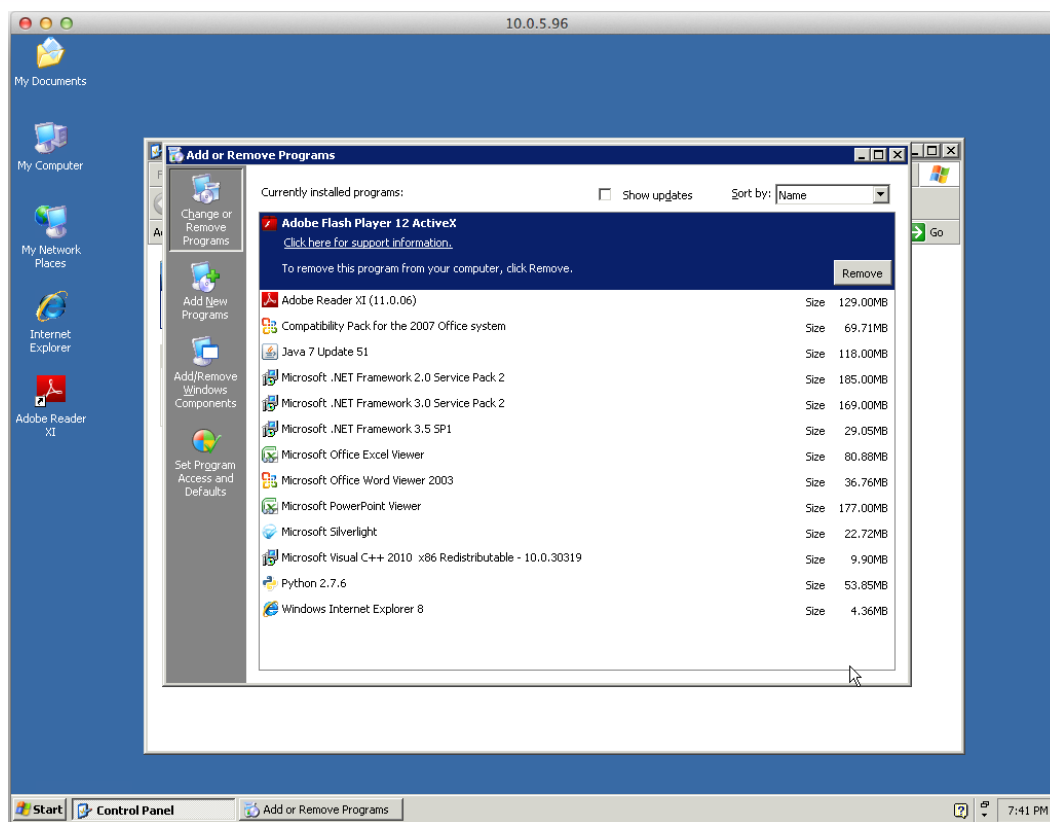 10.0.5.96
My Documents
My Computer
My Network
Places
Internet
Explorer
Adobe Reader
XI
Add or Remove Programs
Change or
Remove
Programs
Add New
Programs
Add/Remove
Windows
Components
Set Program
Access and
Defaults
Currently installed programs:
Show updates
Sort by: Name
Adobe Flash Player 12 ActiveX
Click here for support information.
To remove this program from your computer, click Remove.
Remove
Adobe Reader XI (11.0.06) Size 129.00MB
Compatibility Pack for the 2007 Office system Size 69.71MB
Java 7 Update 51 Size 118.00MB
Microsoft .NET Framework 2.0 Service Pack 2 Size 185.00MB
Microsoft .NET Framework 3.0 Service Pack 2 Size 169.00MB
Microsoft .NET Framework 3.5 SP1 Size 29.05MB
Microsoft Office Excel Viewer Size 80.88MB
Microsoft Office Word Viewer 2003 Size 36.76MB
Microsoft PowerPoint Viewer Size 177.00MB
Microsoft Silverlight Size 22.72MB
Microsoft Visual C++ 2010 x86 Redistributable - 10.0.30319 Size 9.90MB
Python 2.7.6 Size 53.85MB
Windows Internet Explorer 8 Size 4.36MB
Go
Start
Control Panel
Add or Remove Programs
7:41 PM